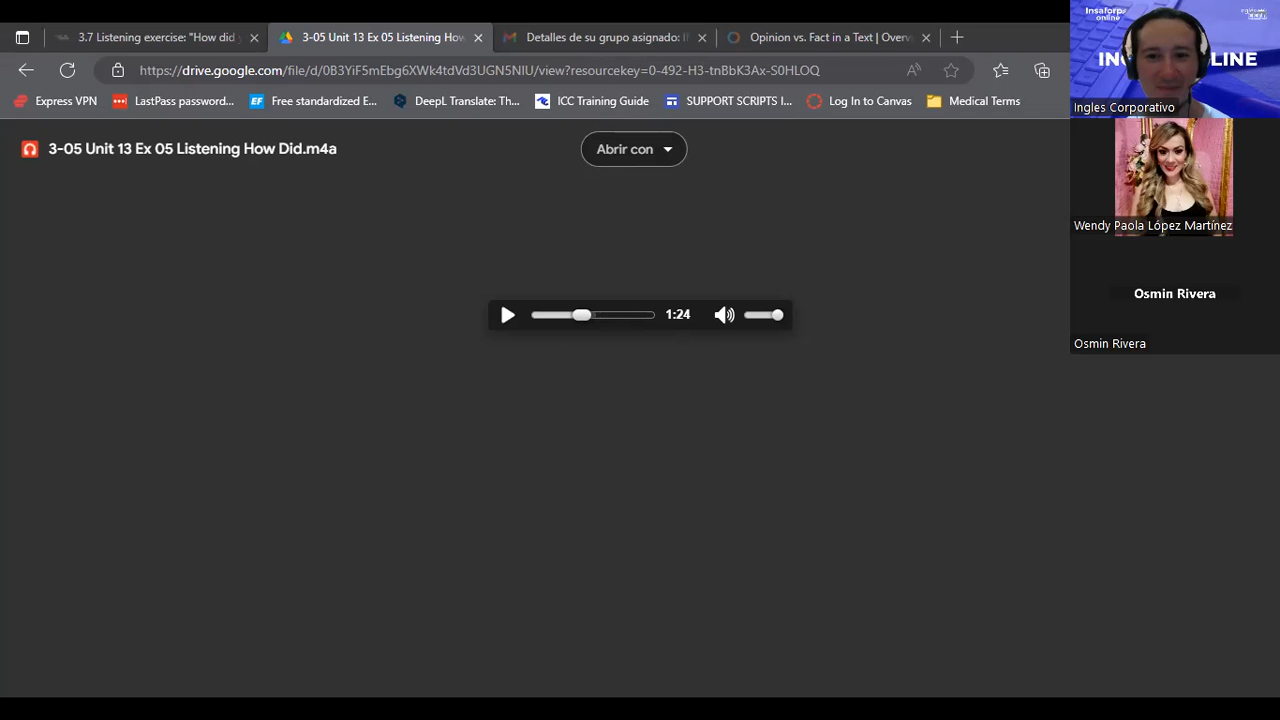 3.7 Listening exercise: "How did y
3-05 Unit 13 Ex 05 Listening How
Detalles de su grupo asignado: I
Opinion vs. Fact in a Text | Overv
https://drive.google.com/file/d/0B3YiF5mEbg6XWk4tdVd3UGN5NlU/view?resourcekey=0-492-H3-tnBbK3Ax-S0HLOQ
Express VPN
LastPass password...
EF Free standardized E...
DeepL Translate: Th...
ICC Training Guide
SUPPORT SCRIPTS I...
Log In to Canvas
Medical Terms
3-05 Unit 13 Ex 05 Listening How Did.m4a
Abrir con
1:24
Insaforp
online
Ingles Corporativo
Wendy Paola López Martínez
Osmin Rivera
Osmin Rivera